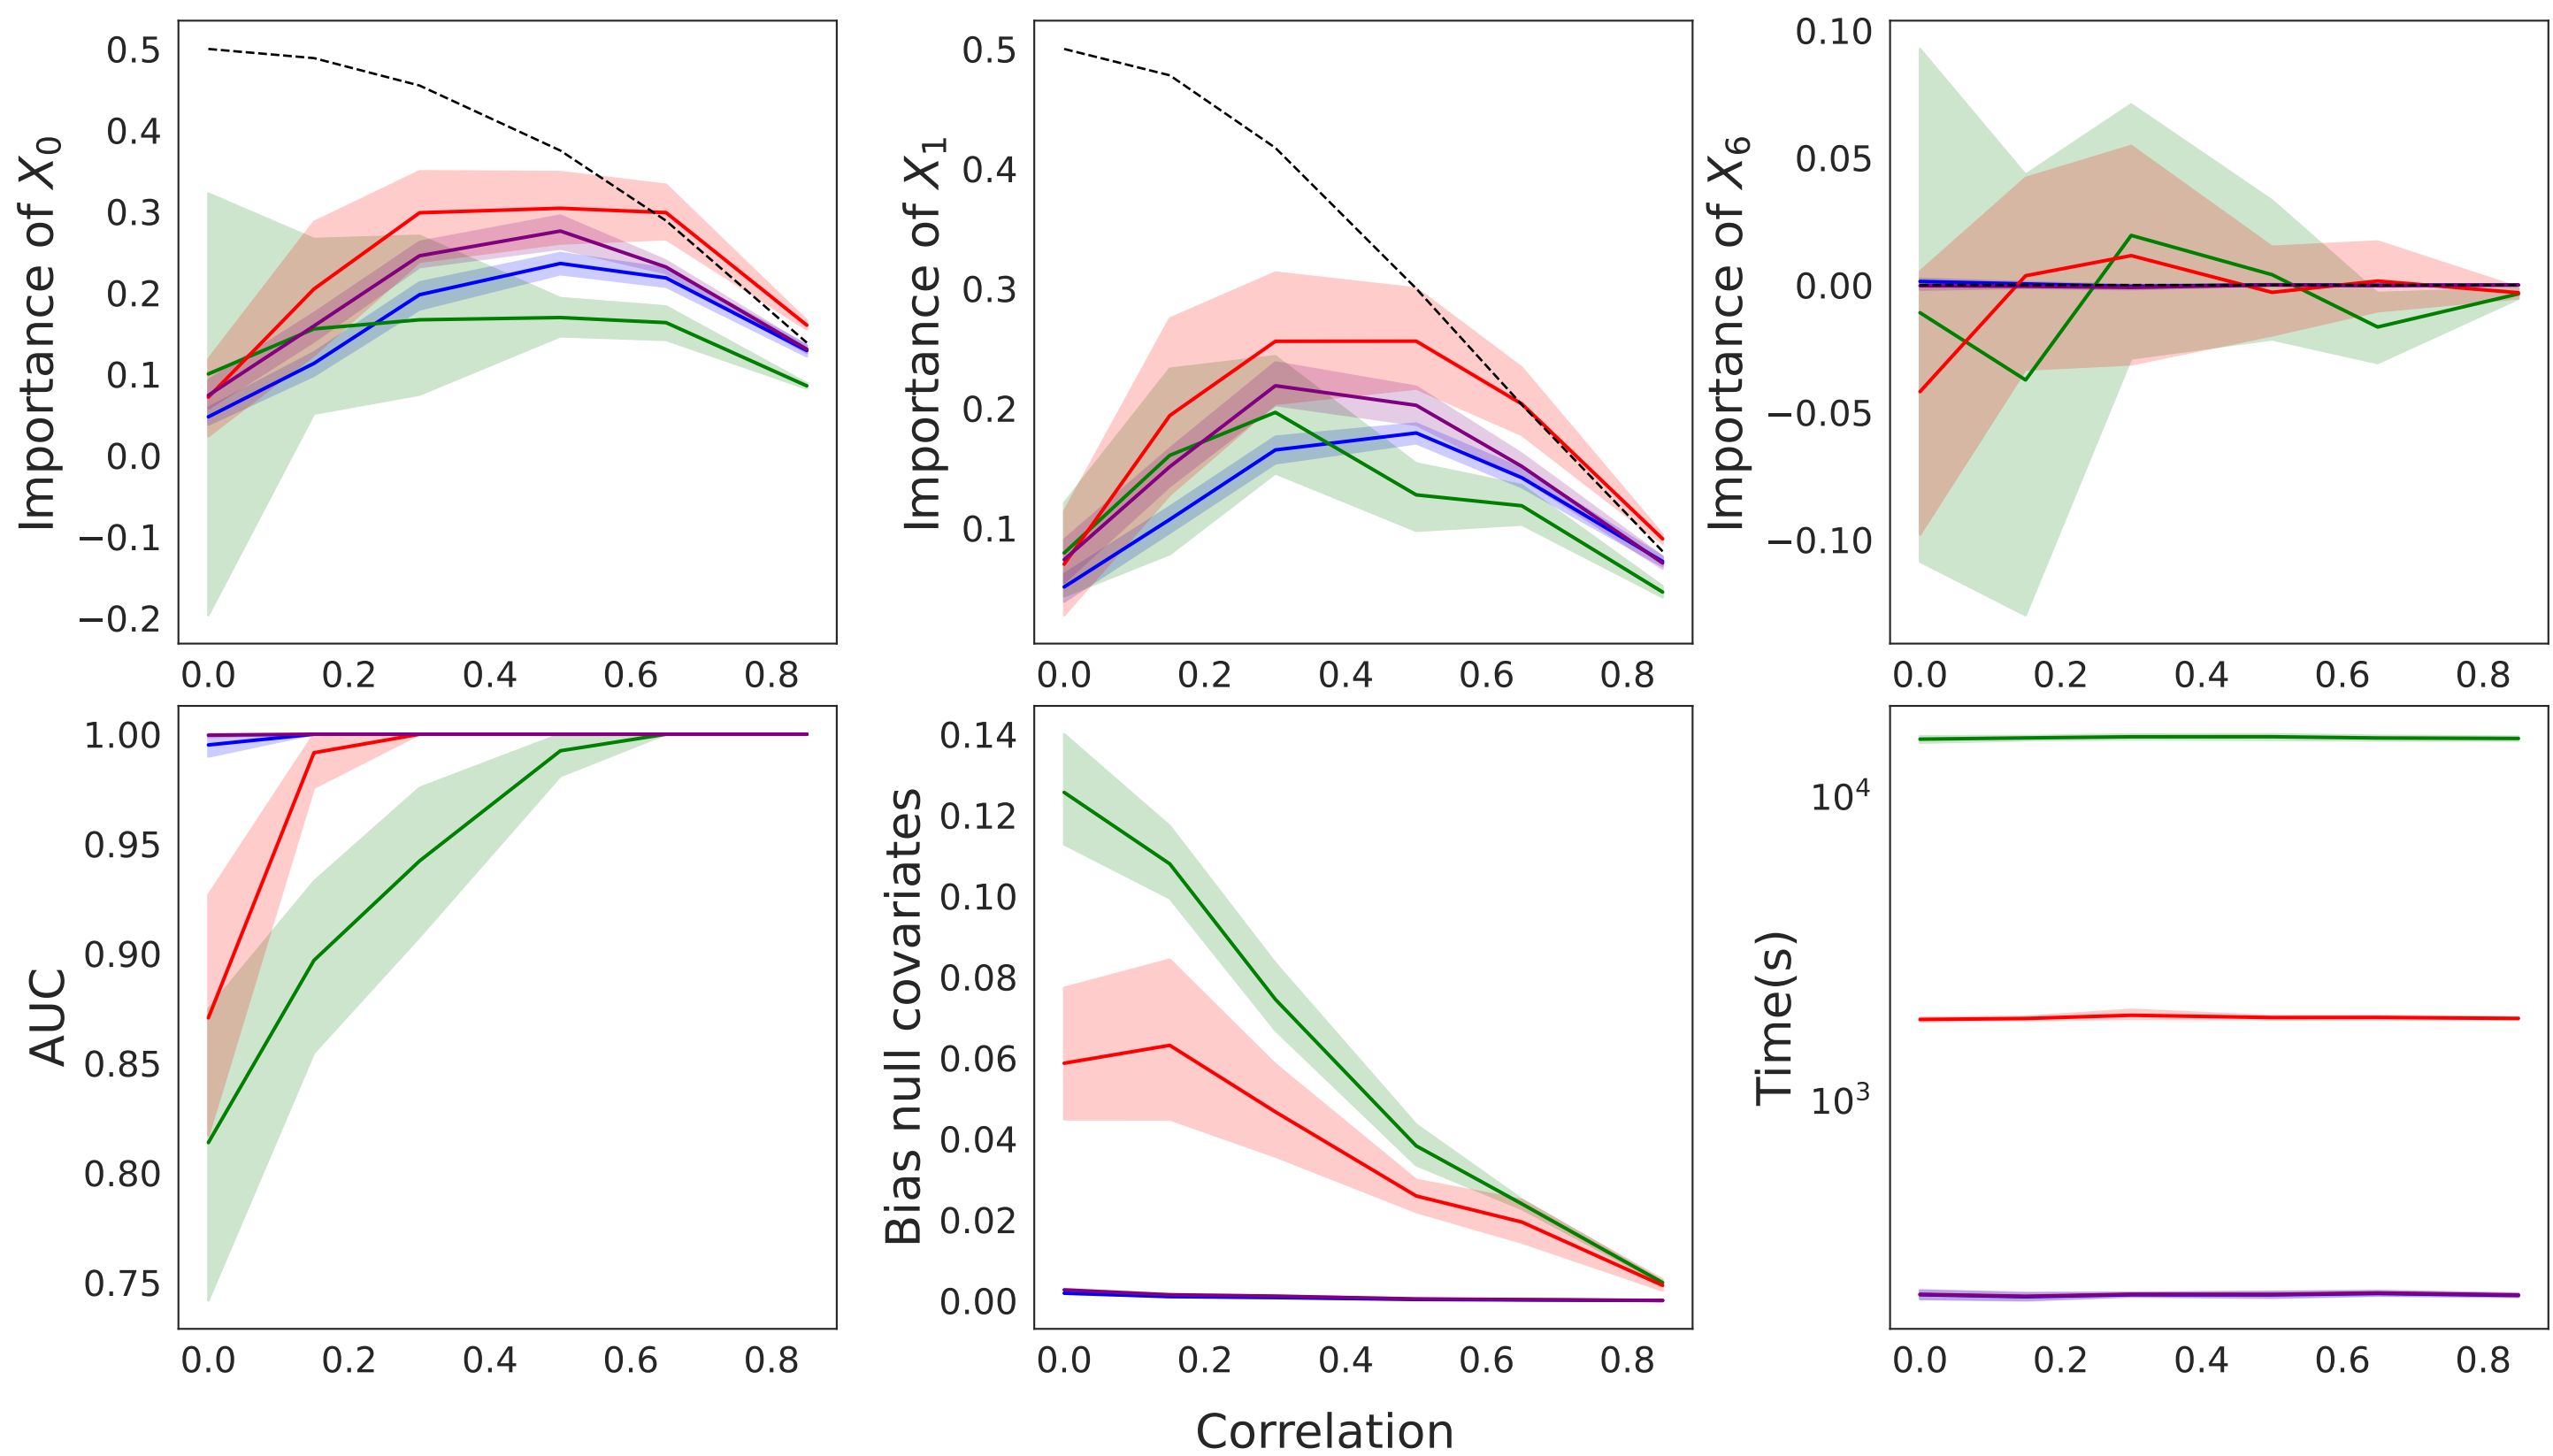 Importance of X0
0.5
0.4
0.3
0.2
0.1
0.0
−0.1
−0.2
0.0 0.2 0.4 0.6 0.8
Importance of X1
0.5
0.4
0.3
0.2
0.1
0.0 0.2 0.4 0.6 0.8
Importance of X6
0.10
0.05
0.00
−0.05
−0.10
0.0 0.2 0.4 0.6 0.8
AUC
1.00
0.95
0.90
0.85
0.80
0.75
0.0 0.2 0.4 0.6 0.8
Bias null covariates
0.14
0.12
0.10
0.08
0.06
0.04
0.02
0.00
0.0 0.2 0.4 0.6 0.8
Time(s)
10^4
10^3
0.0 0.2 0.4 0.6 0.8
Correlation